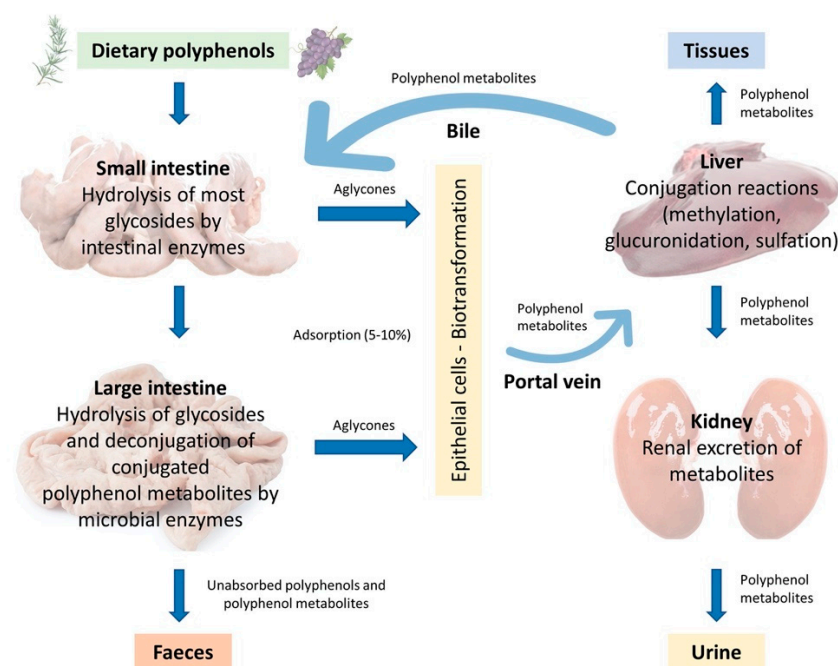 Dietary polyphenols
Tissues
Polyphenol metabolites
Bile
Polyphenol
metabolites
Small intestine
Hydrolysis of most
glycosides by
intestinal enzymes
Aglycones
Liver
Conjugation reactions
(methylation,
glucuronidation, sulfation)
Epithelial cells - Biotransformation
Adsorption (5-10%)
Polyphenol
metabolites
Portal vein
Polyphenol
metabolites
Large intestine
Hydrolysis of glycosides
and deconjugation of
conjugated
polyphenol metabolites by
microbial enzymes
Aglycones
Kidney
Renal excretion of
metabolites
Unabsorbed polyphenols and
polyphenol metabolites
Polyphenol
metabolites
Faeces
Urine